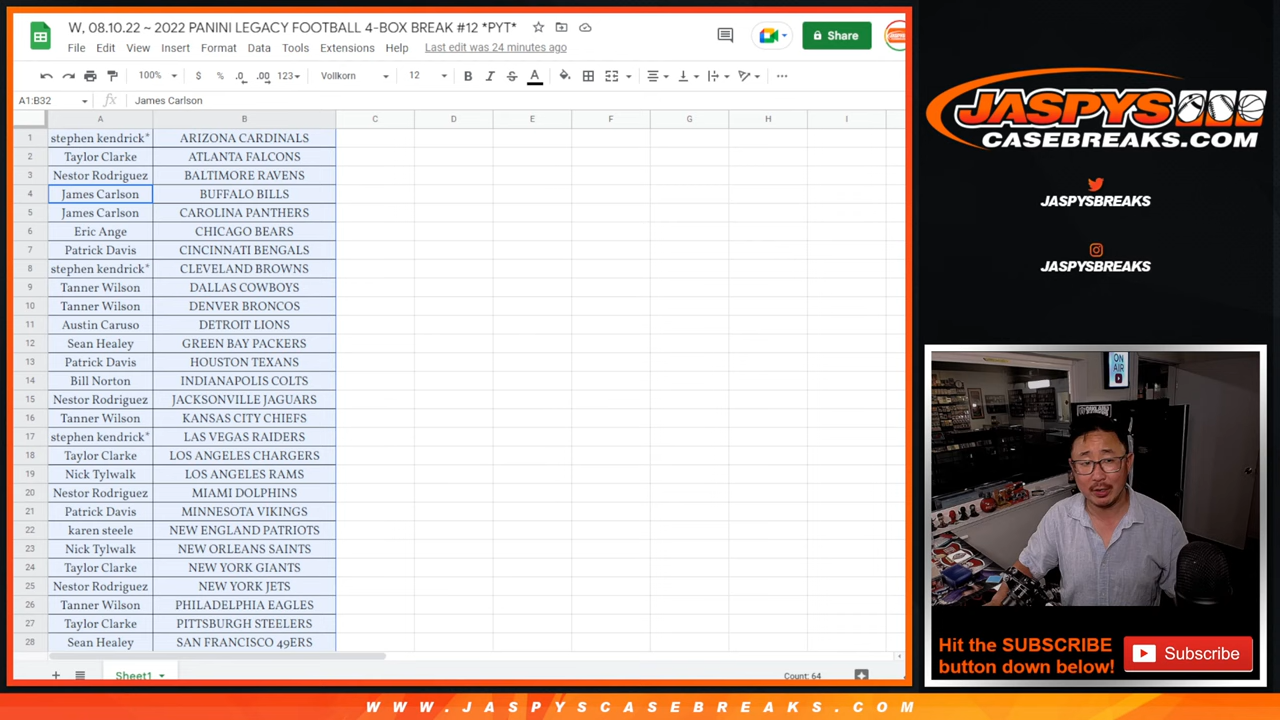 W, 08.10.22 ~ 2022 PANINI LEGACY FOOTBALL 4-BOX BREAK #12 *PYT*
File Edit View Insert Format Data Tools Extensions Help Last edit was 24 minutes ago
Share
100% $ % .0 .00 123 Vollkorn 12 B I S A
A1:B32 fx James Carlson
A B C D E F G H I
1 stephen kendrick* ARIZONA CARDINALS
2 Taylor Clarke ATLANTA FALCONS
3 Nestor Rodriguez BALTIMORE RAVENS
4 James Carlson BUFFALO BILLS
5 James Carlson CAROLINA PANTHERS
6 Eric Ange CHICAGO BEARS
7 Patrick Davis CINCINNATI BENGALS
8 stephen kendrick* CLEVELAND BROWNS
9 Tanner Wilson DALLAS COWBOYS
10 Tanner Wilson DENVER BRONCOS
11 Austin Caruso DETROIT LIONS
12 Sean Healey GREEN BAY PACKERS
13 Patrick Davis HOUSTON TEXANS
14 Bill Norton INDIANAPOLIS COLTS
15 Nestor Rodriguez JACKSONVILLE JAGUARS
16 Tanner Wilson KANSAS CITY CHIEFS
17 stephen kendrick* LAS VEGAS RAIDERS
18 Taylor Clarke LOS ANGELES CHARGERS
19 Nick Tylwalk LOS ANGELES RAMS
20 Nestor Rodriguez MIAMI DOLPHINS
21 Patrick Davis MINNESOTA VIKINGS
22 karen steele NEW ENGLAND PATRIOTS
23 Nick Tylwalk NEW ORLEANS SAINTS
24 Taylor Clarke NEW YORK GIANTS
25 Nestor Rodriguez NEW YORK JETS
26 Tanner Wilson PHILADELPHIA EAGLES
27 Taylor Clarke PITTSBURGH STEELERS
28 Sean Healey SAN FRANCISCO 49ERS
Sheet1
Count: 64
JASPYS
CASEBREAKS.COM
JASPYSBREAKS
JASPYSBREAKS
ON
AIR
Hit the SUBSCRIBE
button down below!
Subscribe
WWW.JASPYSCASEBREAKS.COM